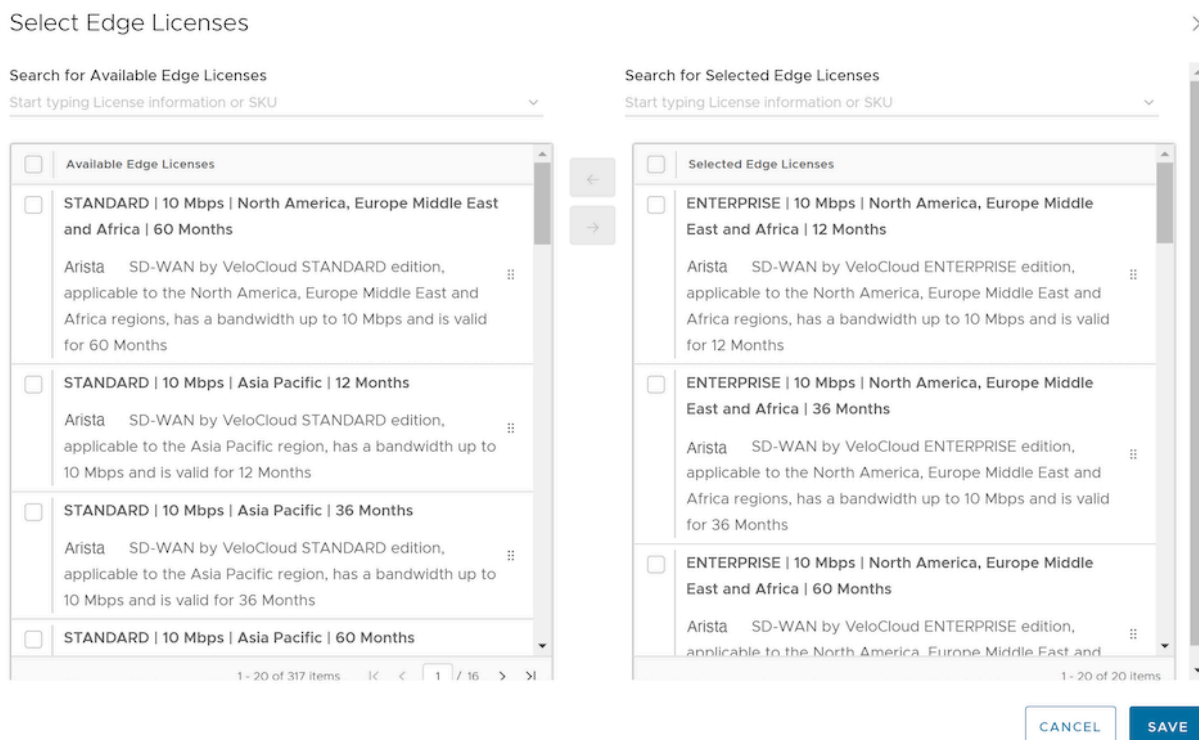 Select Edge Licenses
Search for Available Edge Licenses
Start typing License information or SKU
Available Edge Licenses
STANDARD | 10 Mbps | North America, Europe Middle East
and Africa | 60 Months
Arista SD-WAN by VeloCloud STANDARD edition,
applicable to the North America, Europe Middle East and
Africa regions, has a bandwidth up to 10 Mbps and is valid
for 60 Months
STANDARD | 10 Mbps | Asia Pacific | 12 Months
Arista SD-WAN by VeloCloud STANDARD edition,
applicable to the Asia Pacific region, has a bandwidth up to
10 Mbps and is valid for 12 Months
STANDARD | 10 Mbps | Asia Pacific | 36 Months
Arista SD-WAN by VeloCloud STANDARD edition,
applicable to the Asia Pacific region, has a bandwidth up to
10 Mbps and is valid for 36 Months
STANDARD | 10 Mbps | Asia Pacific | 60 Months
1 - 20 of 317 items 1 / 16
Search for Selected Edge Licenses
Start typing License information or SKU
Selected Edge Licenses
ENTERPRISE | 10 Mbps | North America, Europe Middle
East and Africa | 12 Months
Arista SD-WAN by VeloCloud ENTERPRISE edition,
applicable to the North America, Europe Middle East and
Africa regions, has a bandwidth up to 10 Mbps and is valid
for 12 Months
ENTERPRISE | 10 Mbps | North America, Europe Middle
East and Africa | 36 Months
Arista SD-WAN by VeloCloud ENTERPRISE edition,
applicable to the North America, Europe Middle East and
Africa regions, has a bandwidth up to 10 Mbps and is valid
for 36 Months
ENTERPRISE | 10 Mbps | North America, Europe Middle
East and Africa | 60 Months
Arista SD-WAN by VeloCloud ENTERPRISE edition,
applicable to the North America, Europe Middle East and
1 - 20 of 20 items
CANCEL
SAVE